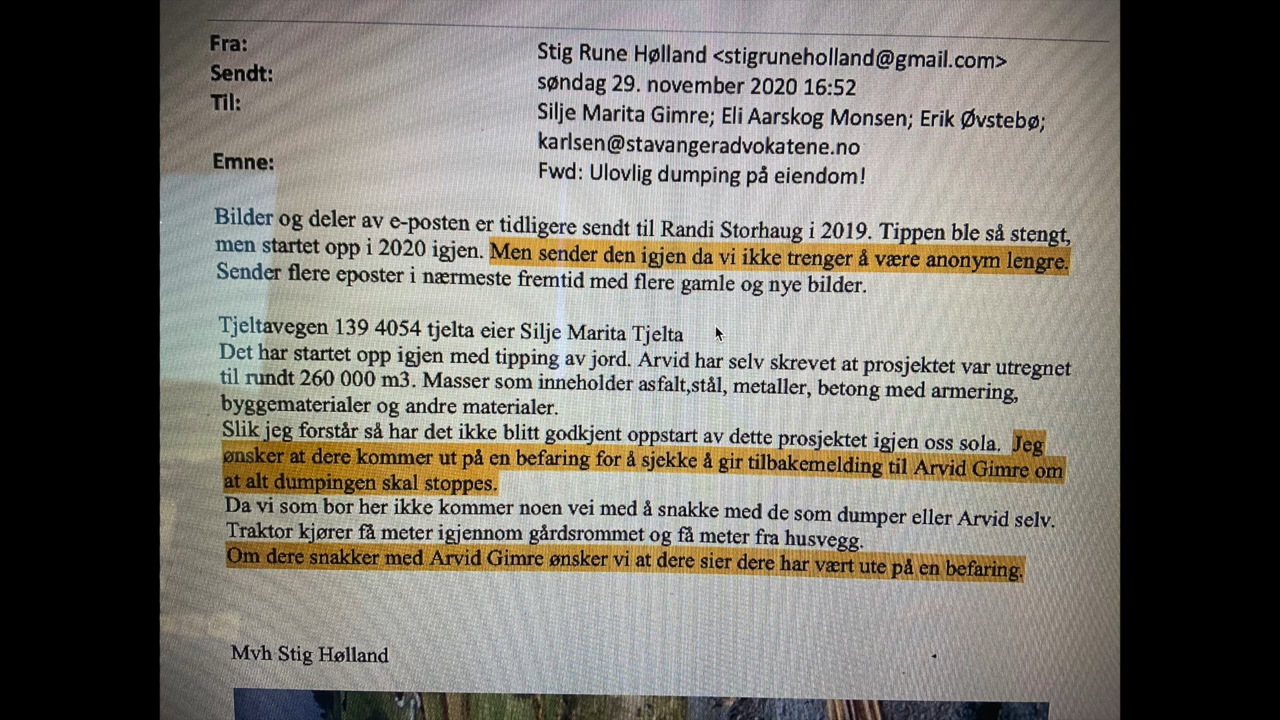 Fra:
Stig Rune Hølland <stigruneholland@gmail.com>
Sendt:
søndag 29. november 2020 16:52
Til:
Silje Marita Gimre; Eli Aarskog Monsen; Erik Øvstebø;
karlsen@stavangeradvokatene.no
Emne:
Fwd: Ulovlig dumping på eiendom!
Bilder og deler av e-posten er tidligere sendt til Randi Storhaug i 2019. Tippen ble så stengt,
men startet opp i 2020 igjen. Men sender den igjen da vi ikke trenger å være anonym lengre.
Sender flere eposter i nærmeste fremtid med flere gamle og nye bilder.
Tjeltavegen 139 4054 tjelta eier Silje Marita Tjelta
Det har startet opp igjen med tipping av jord. Arvid har selv skrevet at prosjektet var utregnet
til rundt 260 000 m3. Masser som inneholder asfalt,stål, metaller, betong med armering,
byggematerialer og andre materialer.
Slik jeg forstår så har det ikke blitt godkjent oppstart av dette prosjektet igjen oss sola. Jeg
ønsker at dere kommer ut på en befaring for å sjekke å gir tilbakemelding til Arvid Gimre om
at alt dumpingen skal stoppes.
Da vi som bor her ikke kommer noen vei med å snakke med de som dumper eller Arvid selv.
Traktor kjører få meter igjennom gårdsrommet og få meter fra husvegg.
Om dere snakker med Arvid Gimre ønsker vi at dere sier dere har vært ute på en befaring.
Mvh Stig Hølland